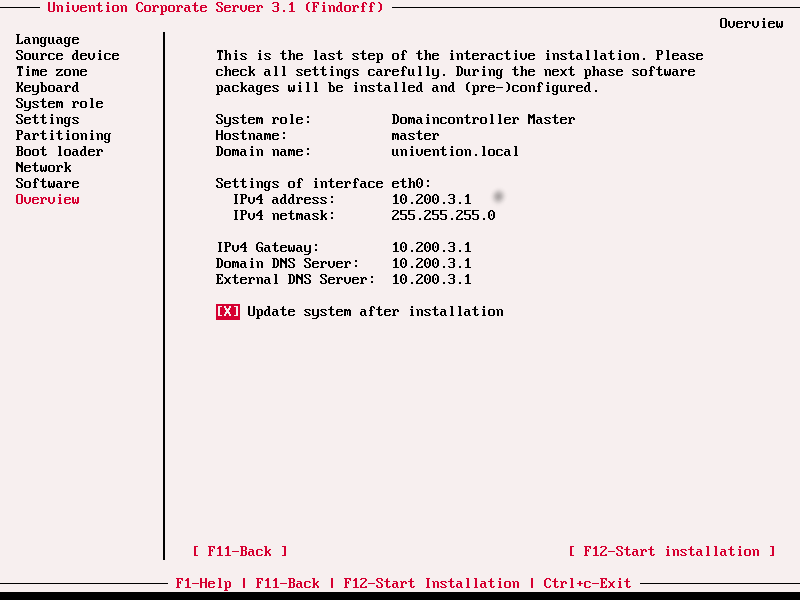 Univention Corporate Server 3.1 (Findorff)
Overview
Language
Source device
Time zone
Keyboard
System role
Settings
Partitioning
Boot loader
Network
Software
Overview
This is the last step of the interactive installation. Please
check all settings carefully. During the next phase software
packages will be installed and (pre-)configured.
System role: Domaincontroller Master
Hostname: master
Domain name: univention.local
Settings of interface eth0:
IPv4 address: 10.200.3.1
IPv4 netmask: 255.255.255.0
IPv4 Gateway: 10.200.3.1
Domain DNS Server: 10.200.3.1
External DNS Server: 10.200.3.1
[X] Update system after installation
[ F11-Back ] [ F12-Start installation ]
F1-Help | F11-Back | F12-Start Installation | Ctrl+c-Exit